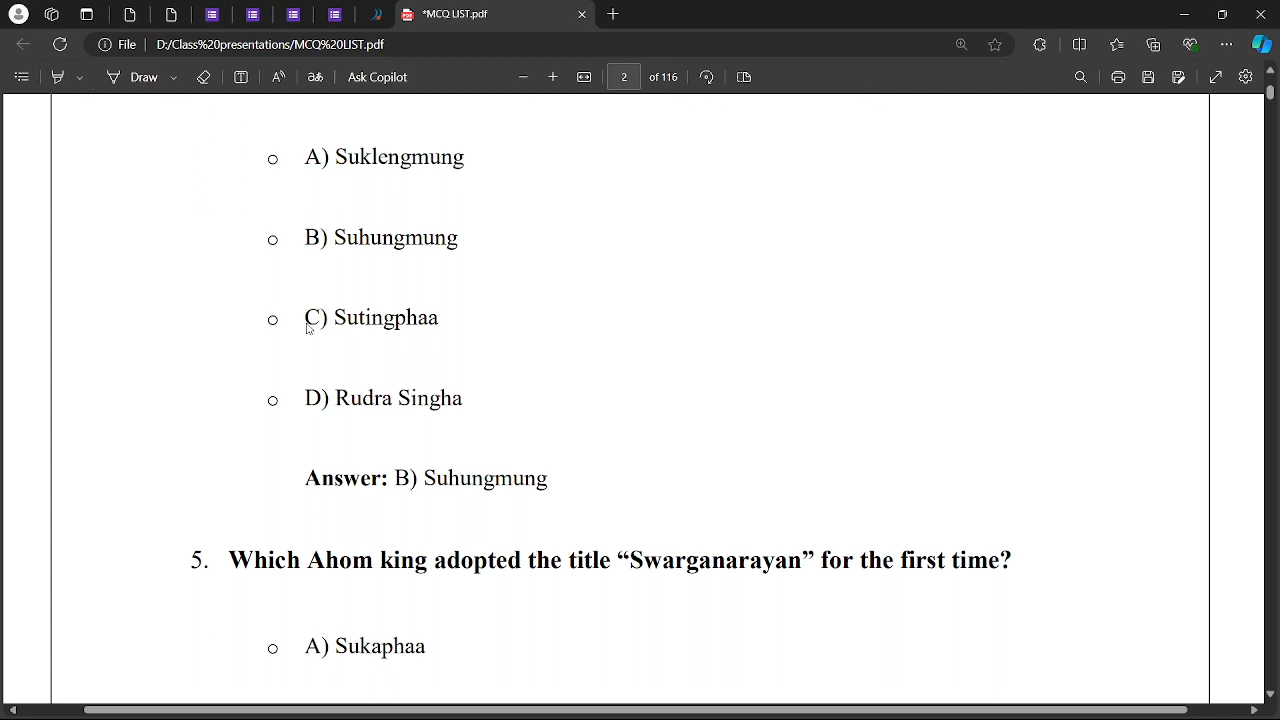 *MCQ LIST.pdf
File D:/Class%20presentations/MCQ%20LIST.pdf
Draw Ask Copilot 2 of 116
A) Suklengmung
B) Suhungmung
C) Sutingphaa
D) Rudra Singha
Answer: B) Suhungmung
5. Which Ahom king adopted the title “Swarganarayan” for the first time?
A) Sukaphaa